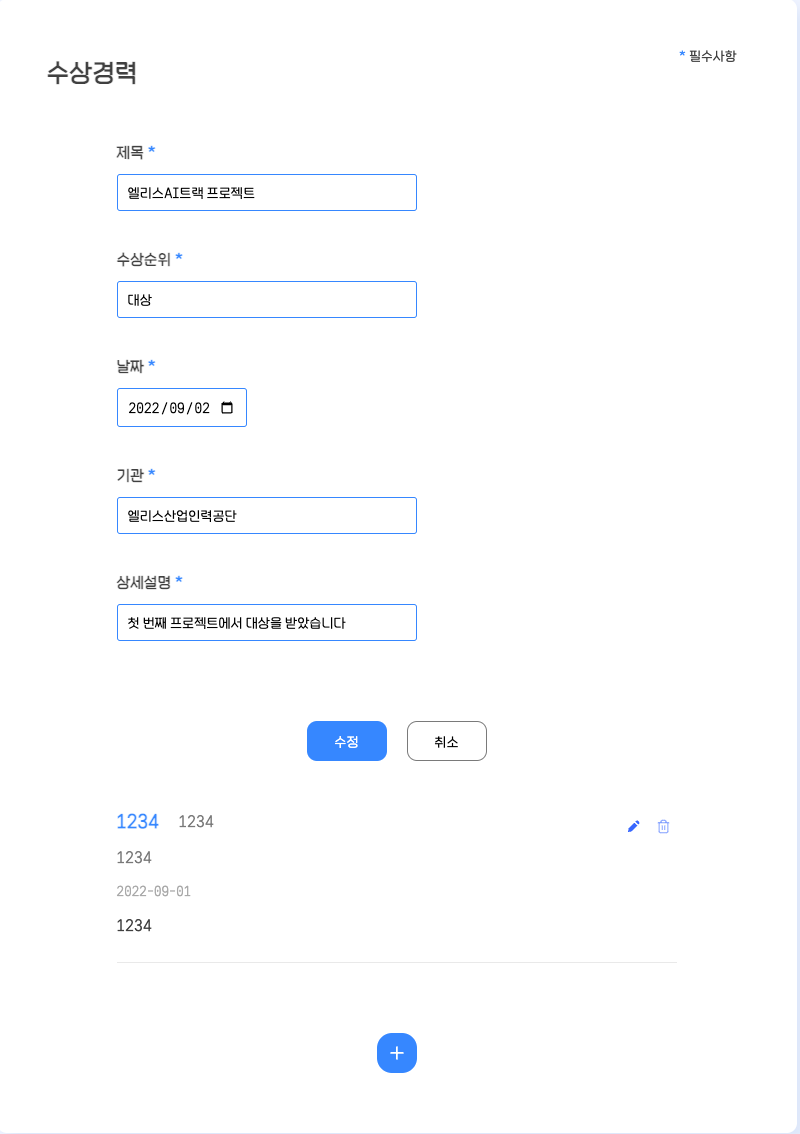 * 필수사항
수상경력
제목 *
엘리스AI트랙 프로젝트
수상순위 *
대상
날짜 *
2022/09/02
기관 *
엘리스산업인력공단
상세설명 *
첫 번째 프로젝트에서 대상을 받았습니다
수정 취소
1234 1234
1234
2022-09-01
1234